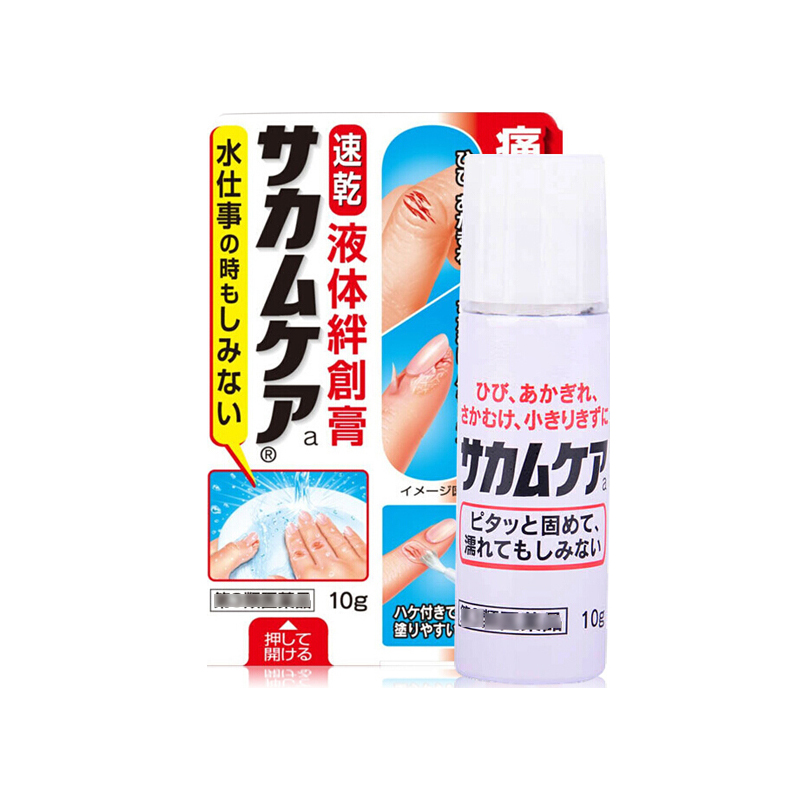 水仕事の時もしみない
サカムケア®
a
速乾
液体絆創膏
10g
押して
開ける
痛
イメージ図
ハケ付きで
塗りやすい
ひび、あかぎれ、
さかむけ、小きりきずに
サカムケア
a
ピタッと固めて、
濡れてもしみない
10g